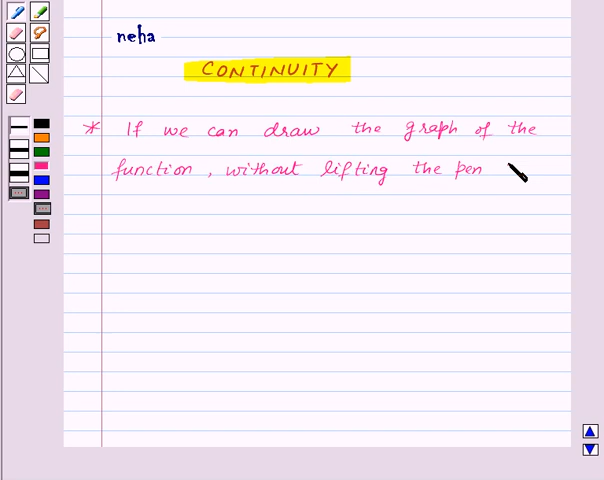 neha
CONTINUITY
* If we can draw the graph of the
function, without lifting the pen